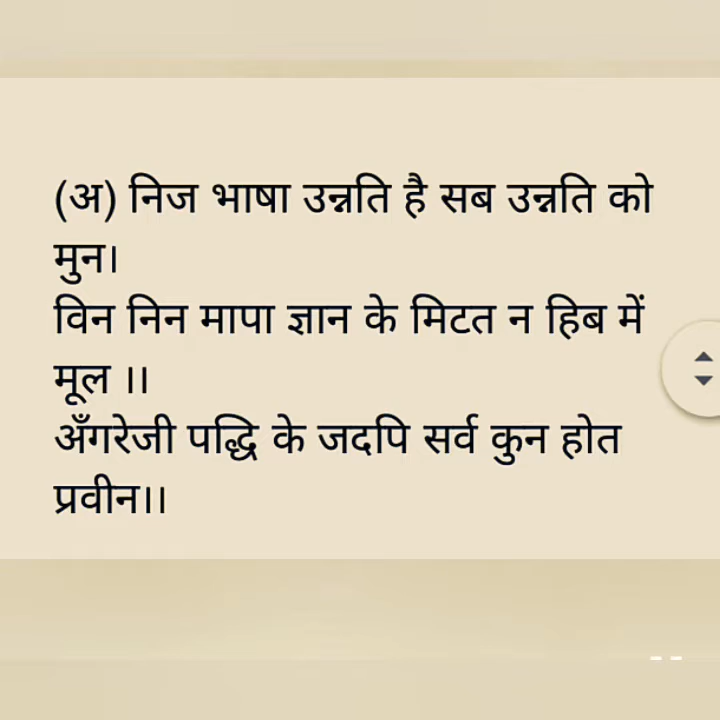 (अ) निज भाषा उन्नति है सब उन्नति को
मुन।
विन निन मापा ज्ञान के मिटत न हिब में
मूल ।।
अँगरेजी पद्धि के जदपि सर्व कुन होत
प्रवीन।।